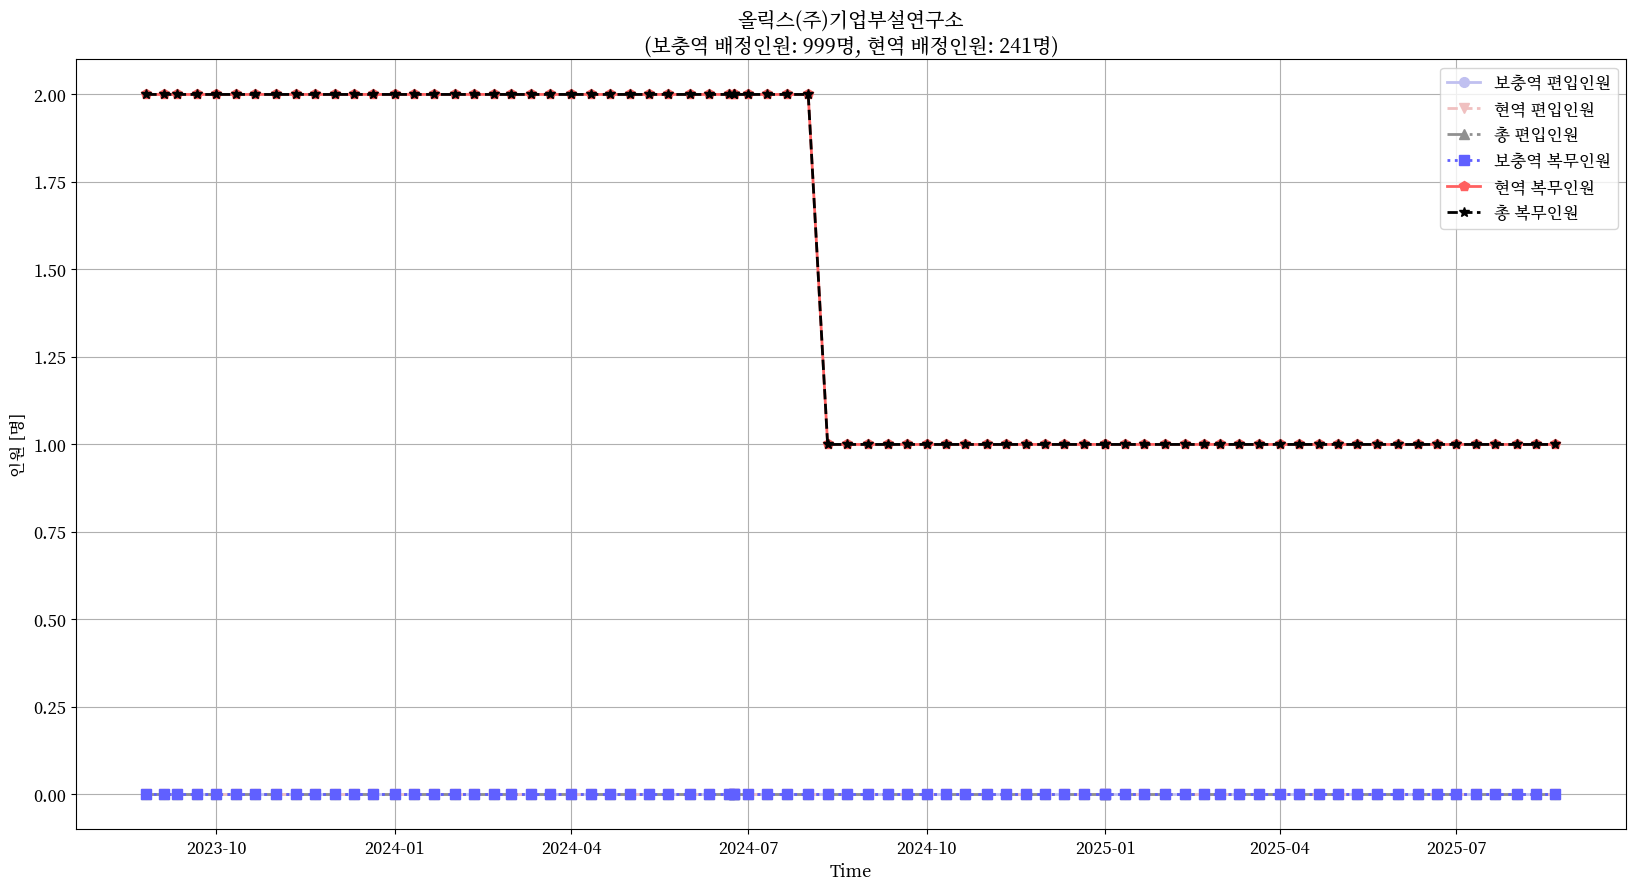 올릭스(주)기업부설연구소
(보충역 배정인원: 999명, 현역 배정인원: 241명)
보충역 편입인원
현역 편입인원
총 편입인원
보충역 복무인원
현역 복무인원
총 복무인원
인원 [명]
2.00
1.75
1.50
1.25
1.00
0.75
0.50
0.25
0.00
2023-10
2024-01
2024-04
2024-07
2024-10
2025-01
2025-04
2025-07
Time